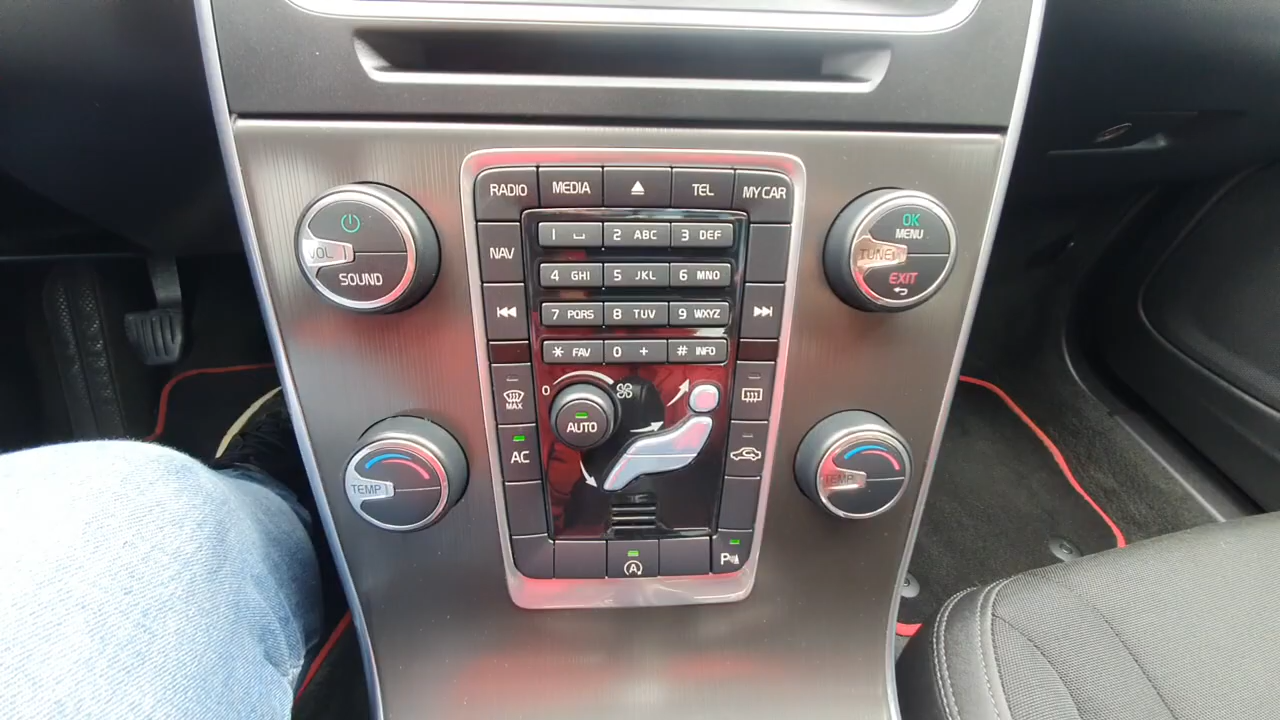 RADIO MEDIA TEL MY CAR
NAV
1 2 ABC 3 DEF
4 GHI 5 JKL 6 MNO
7 PQRS 8 TUV 9 WXYZ
* FAV 0 + # INFO
VOL
SOUND
OK
MENU
TUNE
EXIT
MAX
0
AUTO
AC
TEMP
TEMP
A
P